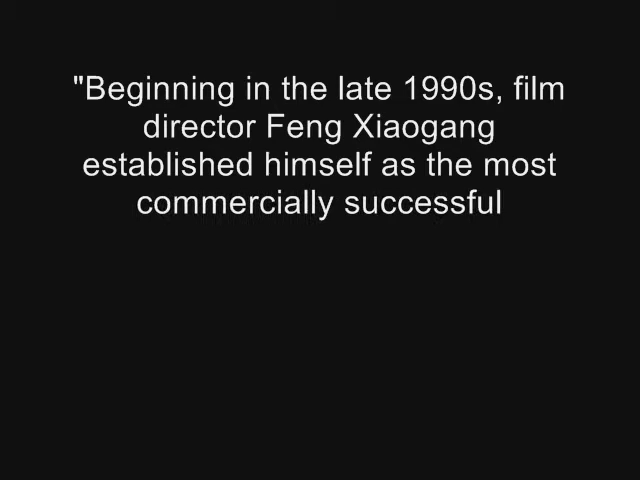 "Beginning in the late 1990s, film
director Feng Xiaogang
established himself as the most
commercially successful